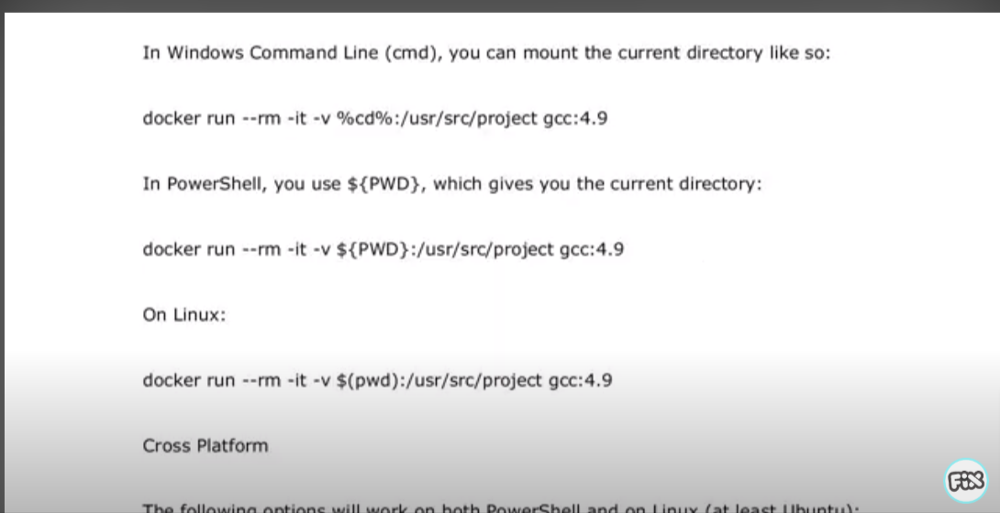 In Windows Command Line (cmd), you can mount the current directory like so:
docker run --rm -it -v %cd%:/usr/src/project gcc:4.9
In PowerShell, you use ${PWD}, which gives you the current directory:
docker run --rm -it -v ${PWD}:/usr/src/project gcc:4.9
On Linux:
docker run --rm -it -v $(pwd):/usr/src/project gcc:4.9
Cross Platform
The following options will work on both PowerShell and on Linux (at least Ubuntu):
FIX